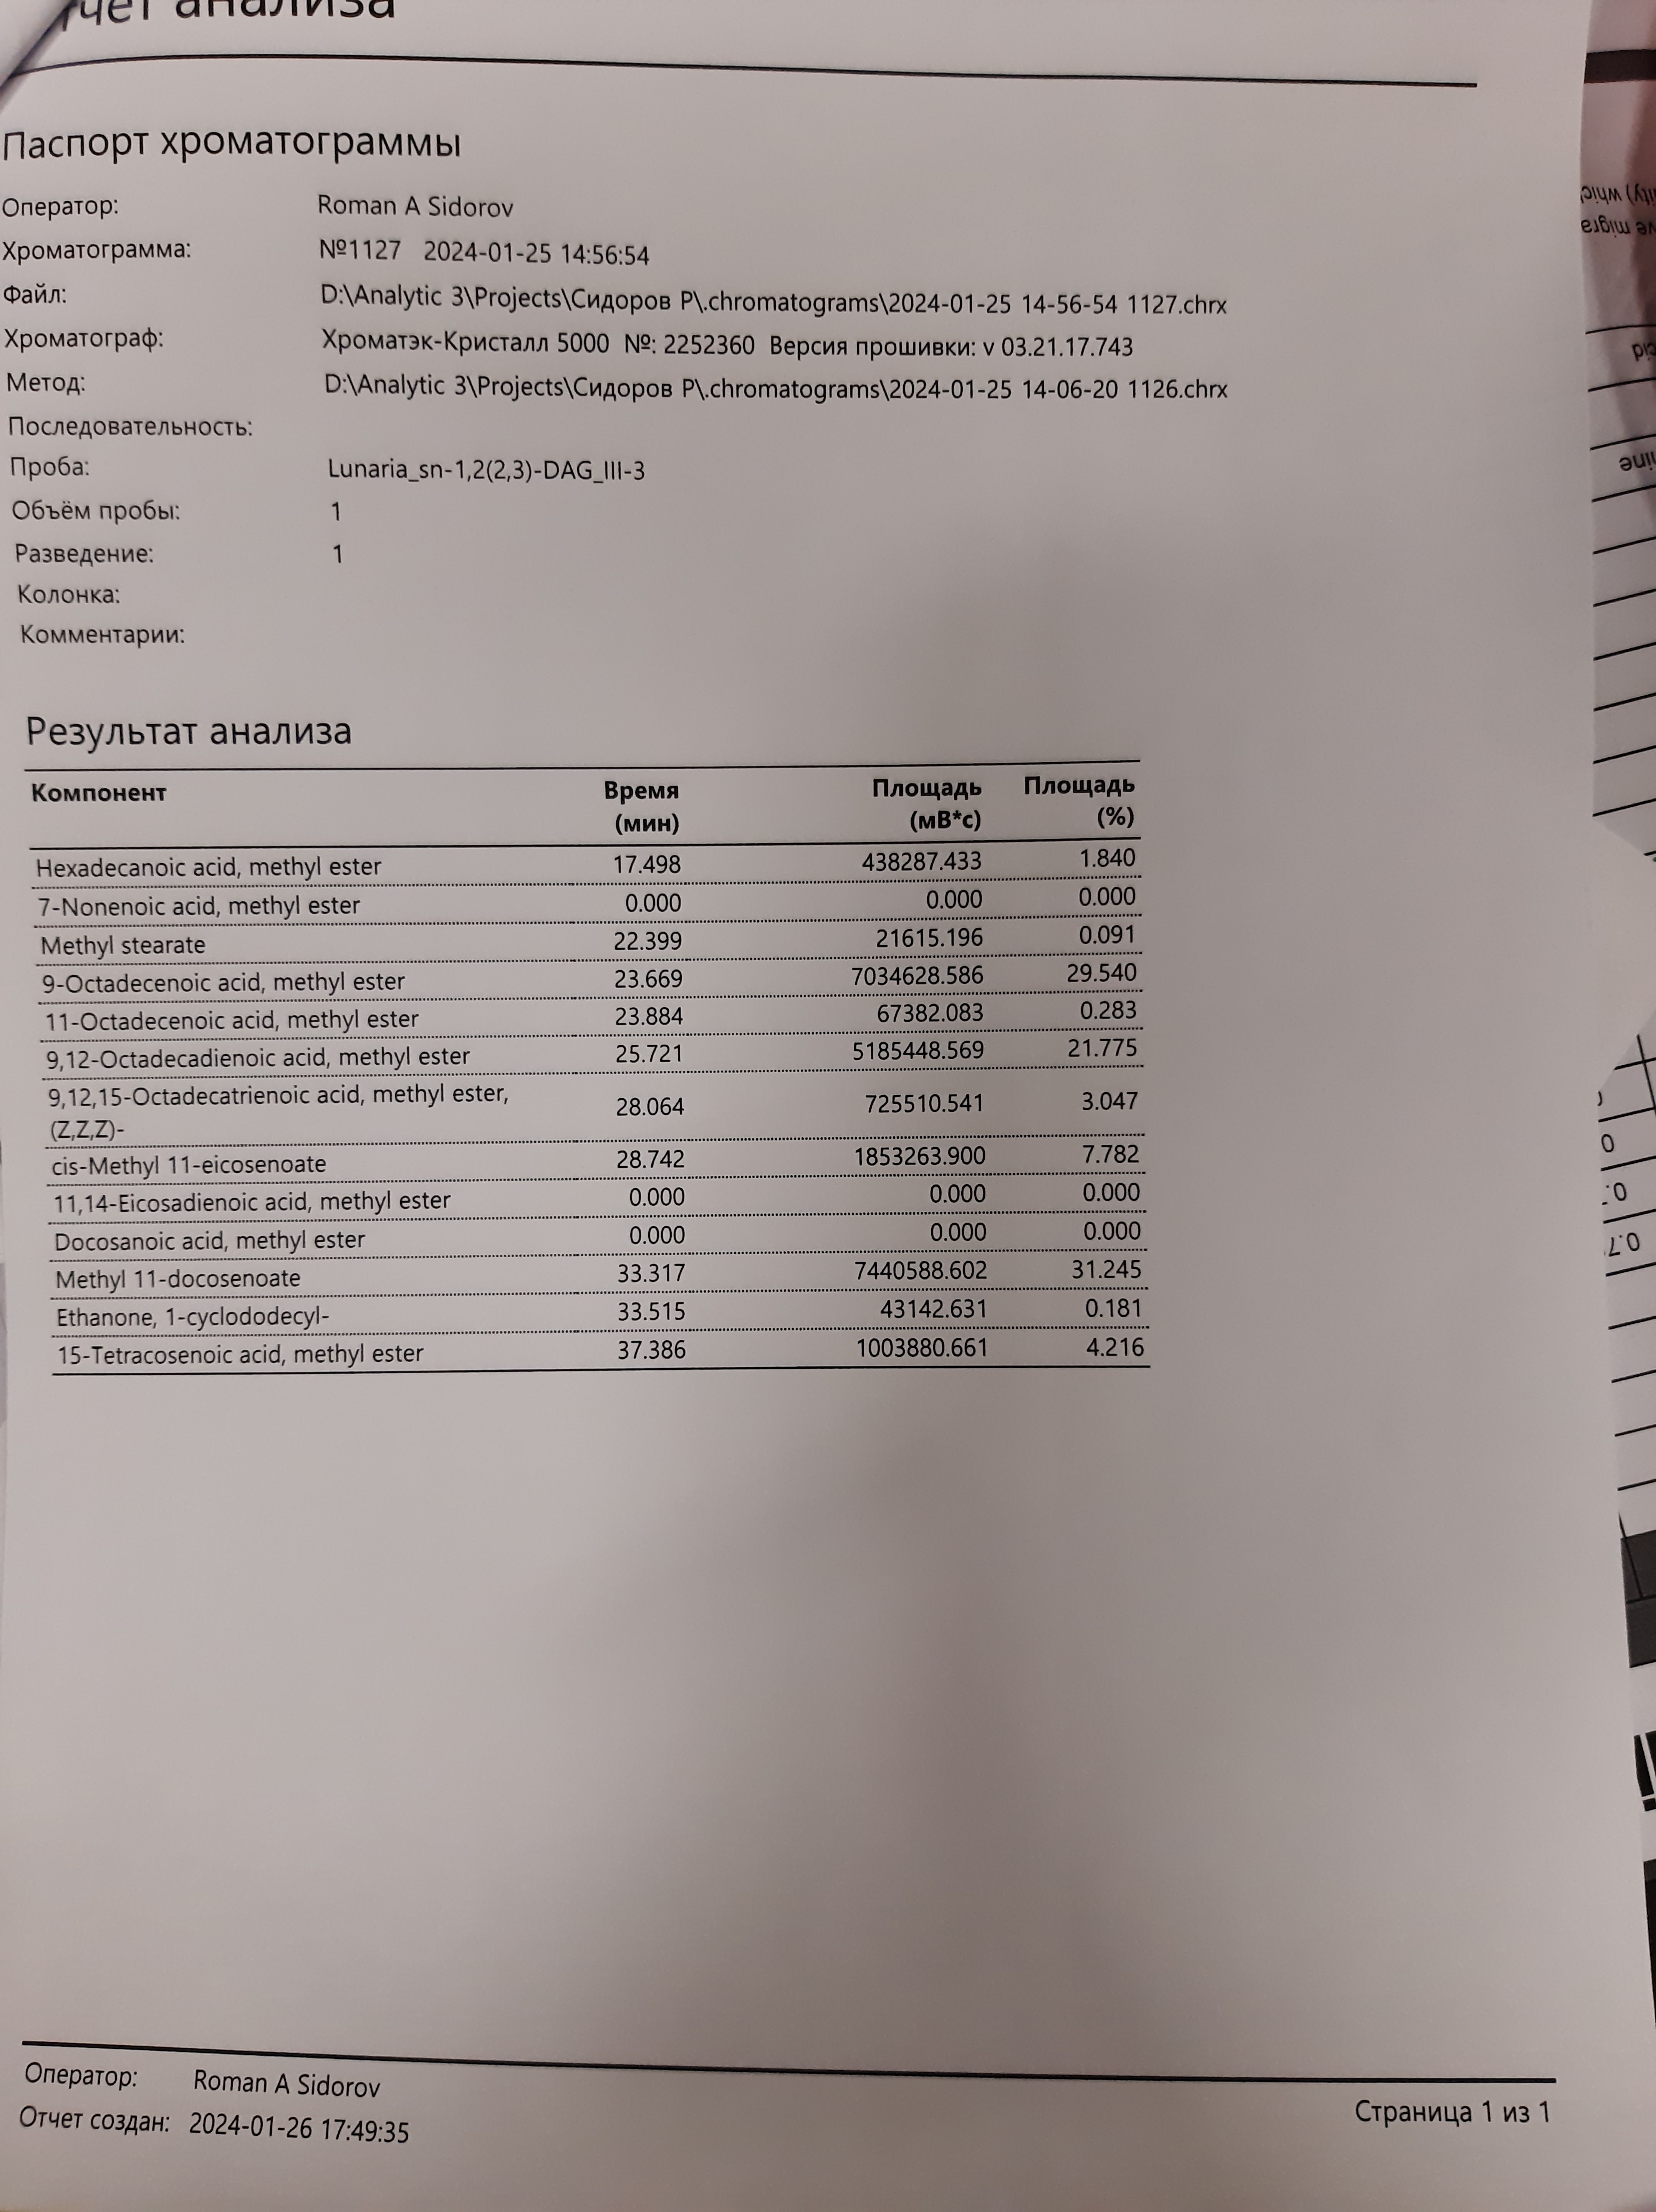 анализа
Паспорт хроматограммы
Оператор: Roman A Sidorov
Хроматограмма: №1127 2024-01-25 14:56:54
Файл: D:\Analytic 3\Projects\Сидоров Р\.chromatograms\2024-01-25 14-56-54 1127.chrx
Хроматограф: Хроматэк-Кристалл 5000 №: 2252360 Версия прошивки: v 03.21.17.743
Метод: D:\Analytic 3\Projects\Сидоров Р\.chromatograms\2024-01-25 14-06-20 1126.chrx
Последовательность:
Проба: Lunaria_sn-1,2(2,3)-DAG_III-3
Объём пробы: 1
Разведение: 1
Колонка:
Комментарии:
Результат анализа
Компонент Время Площадь Площадь
(мин) (мВ*с) (%)
Hexadecanoic acid, methyl ester 17.498 438287.433 1.840
7-Nonenoic acid, methyl ester 0.000 0.000 0.000
Methyl stearate 22.399 21615.196 0.091
9-Octadecenoic acid, methyl ester 23.669 7034628.586 29.540
11-Octadecenoic acid, methyl ester 23.884 67382.083 0.283
9,12-Octadecadienoic acid, methyl ester 25.721 5185448.569 21.775
9,12,15-Octadecatrienoic acid, methyl ester, 28.064 725510.541 3.047
(Z,Z,Z)-
cis-Methyl 11-eicosenoate 28.742 1853263.900 7.782
11,14-Eicosadienoic acid, methyl ester 0.000 0.000 0.000
Docosanoic acid, methyl ester 0.000 0.000 0.000
Methyl 11-docosenoate 33.317 7440588.602 31.245
Ethanone, 1-cyclododecyl- 33.515 43142.631 0.181
15-Tetracosenoic acid, methyl ester 37.386 1003880.661 4.216
Оператор: Roman A Sidorov
Отчет создан: 2024-01-26 17:49:35
Страница 1 из 1